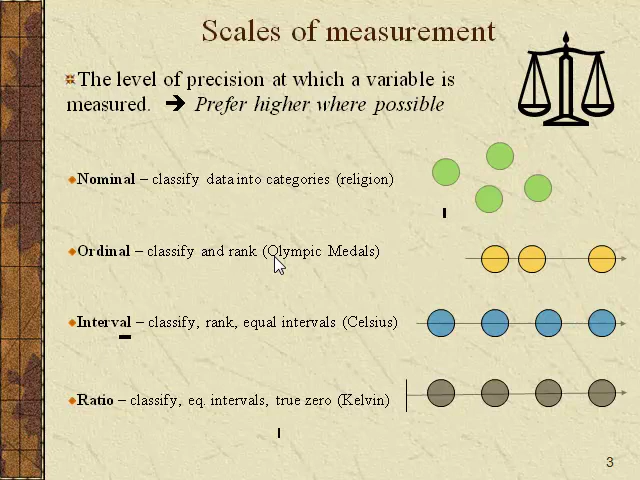 Scales of measurement
The level of precision at which a variable is
measured. ➔ Prefer higher where possible
Nominal – classify data into categories (religion)
Ordinal – classify and rank (Olympic Medals)
Interval – classify, rank, equal intervals (Celsius)
Ratio – classify, eq. intervals, true zero (Kelvin)
3